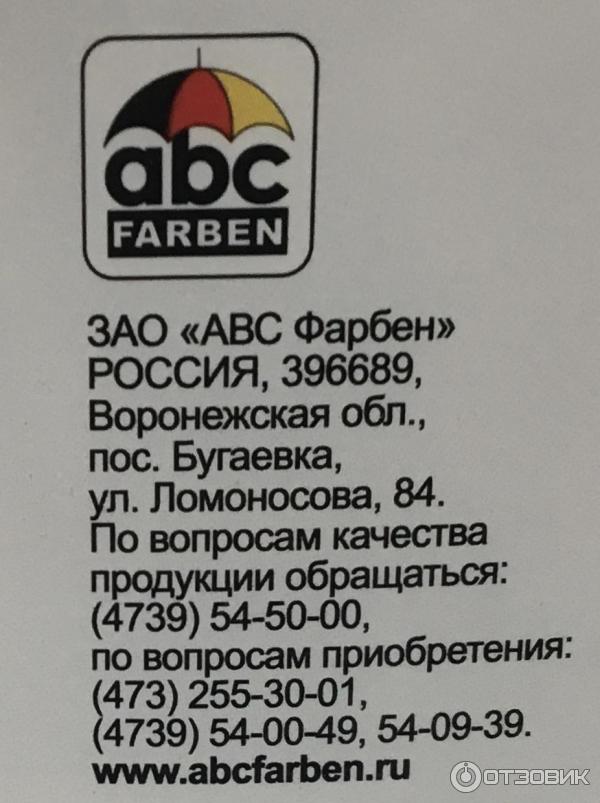 abc
FARBEN
ЗАО «АВС Фарбен»
РОССИЯ, 396689,
Воронежская обл.,
пос. Бугаевка,
ул. Ломоносова, 84.
По вопросам качества
продукции обращаться:
(4739) 54-50-00,
по вопросам приобретения:
(473) 255-30-01,
(4739) 54-00-49, 54-09-39.
www.abcfarben.ru
ОТЗОВИК